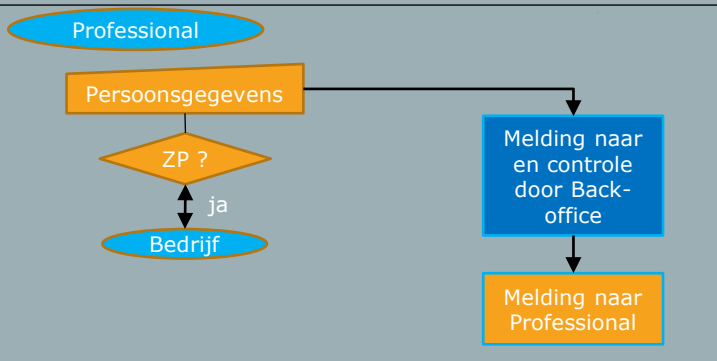 Professional
Persoonsgegevens
ZP ?
ja
Bedrijf
Melding naar
en controle
door Back-
office
Melding naar
Professional